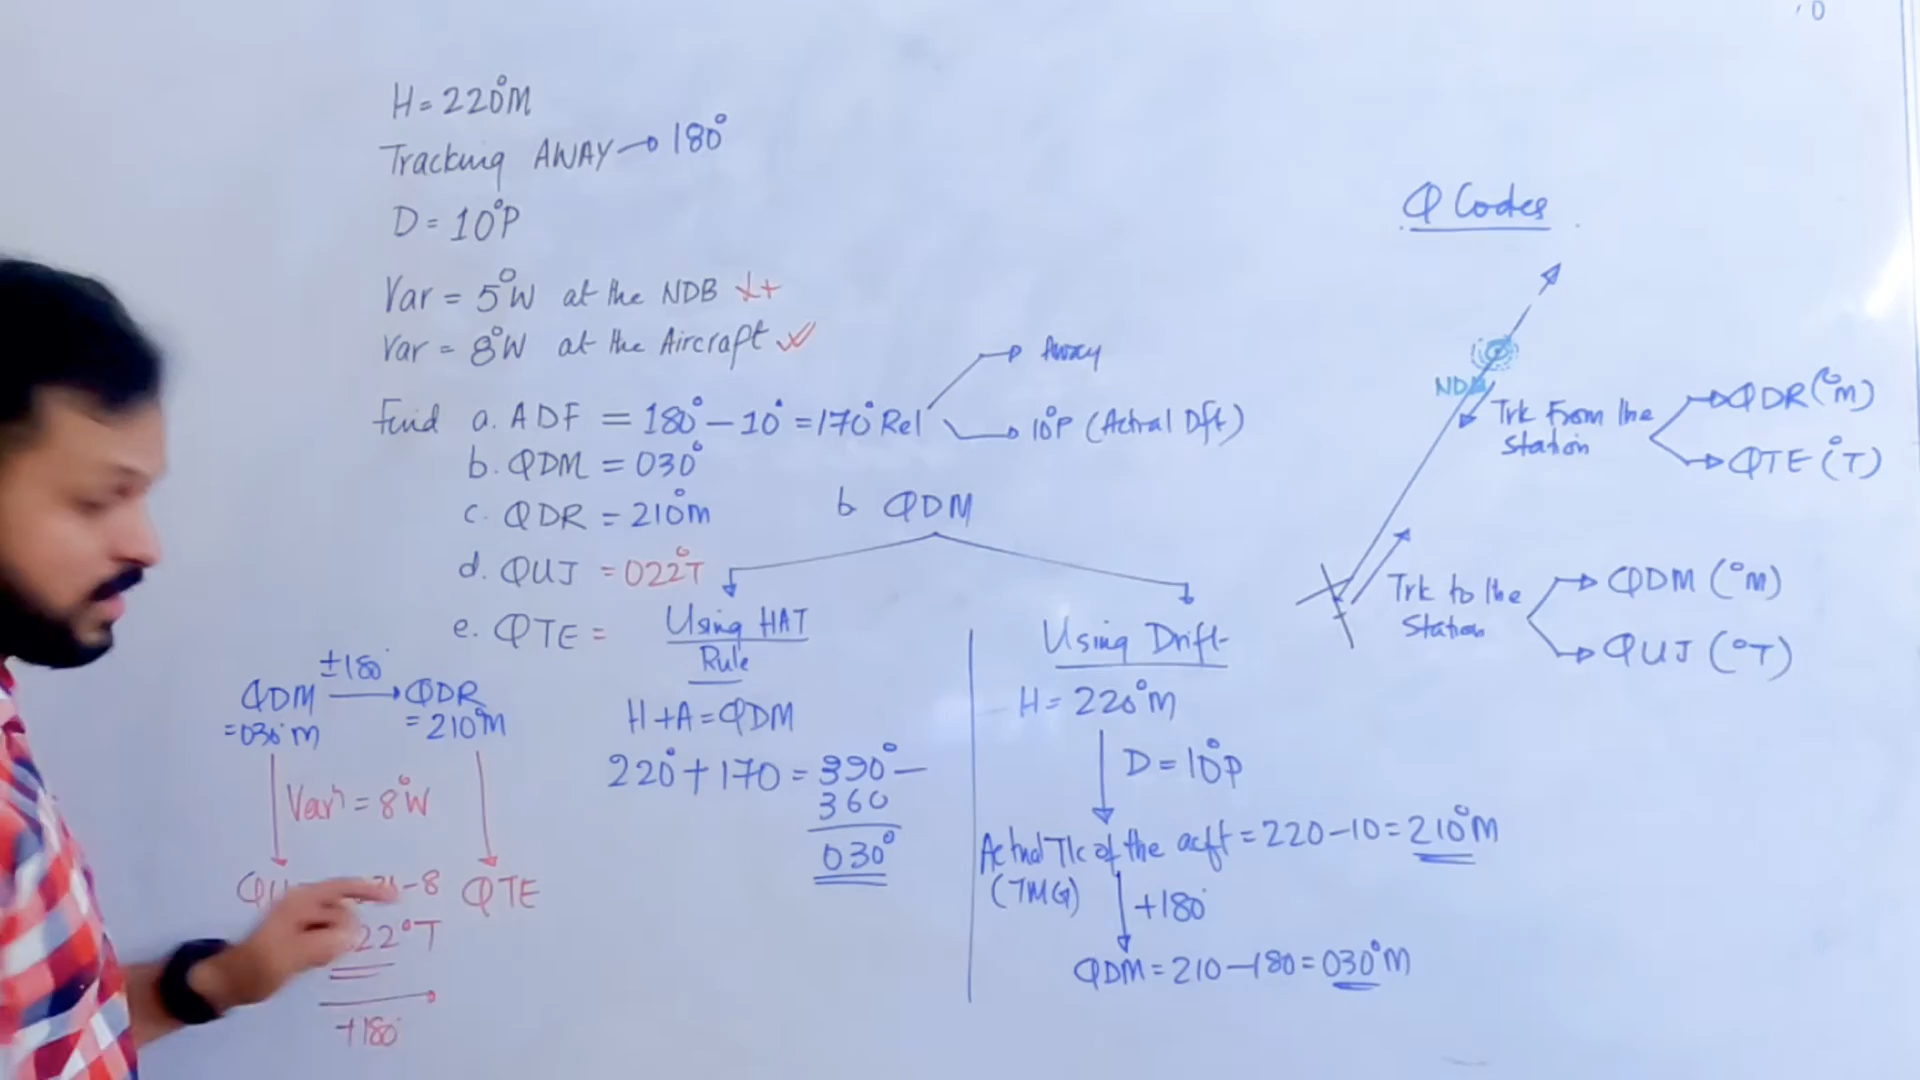 H = 220°M
Tracking AWAY → 180°
D = 10°P
Var = 5°W at the NDB
Var = 8°W at the Aircraft ✓
Find a. ADF = 180° - 10° = 170° Rel
Away
10°P (Actual Dft)
b. QDM = 030°
c. QDR = 210°m
d. QUJ = 022°T
e. QTE =
b QDM
Using HAT
Rule
H + A = QDM
220° + 170 = 390° -
360
030°
Using Drift
H = 220°M
D = 10°P
Actual Tk of the acft = 220 - 10 = 210°M
(TMG)
+180°
QDM = 210 - 180 = 030°M
QDM ±180° → QDR
= 030°M = 210°M
Varn = 8°W
-8 QTE
22°T
+180°
Q Codes
NDB
Trk From the
Station
QDR (°m)
QTE (°T)
Trk to the
Station
QDM (°M)
QUJ (°T)